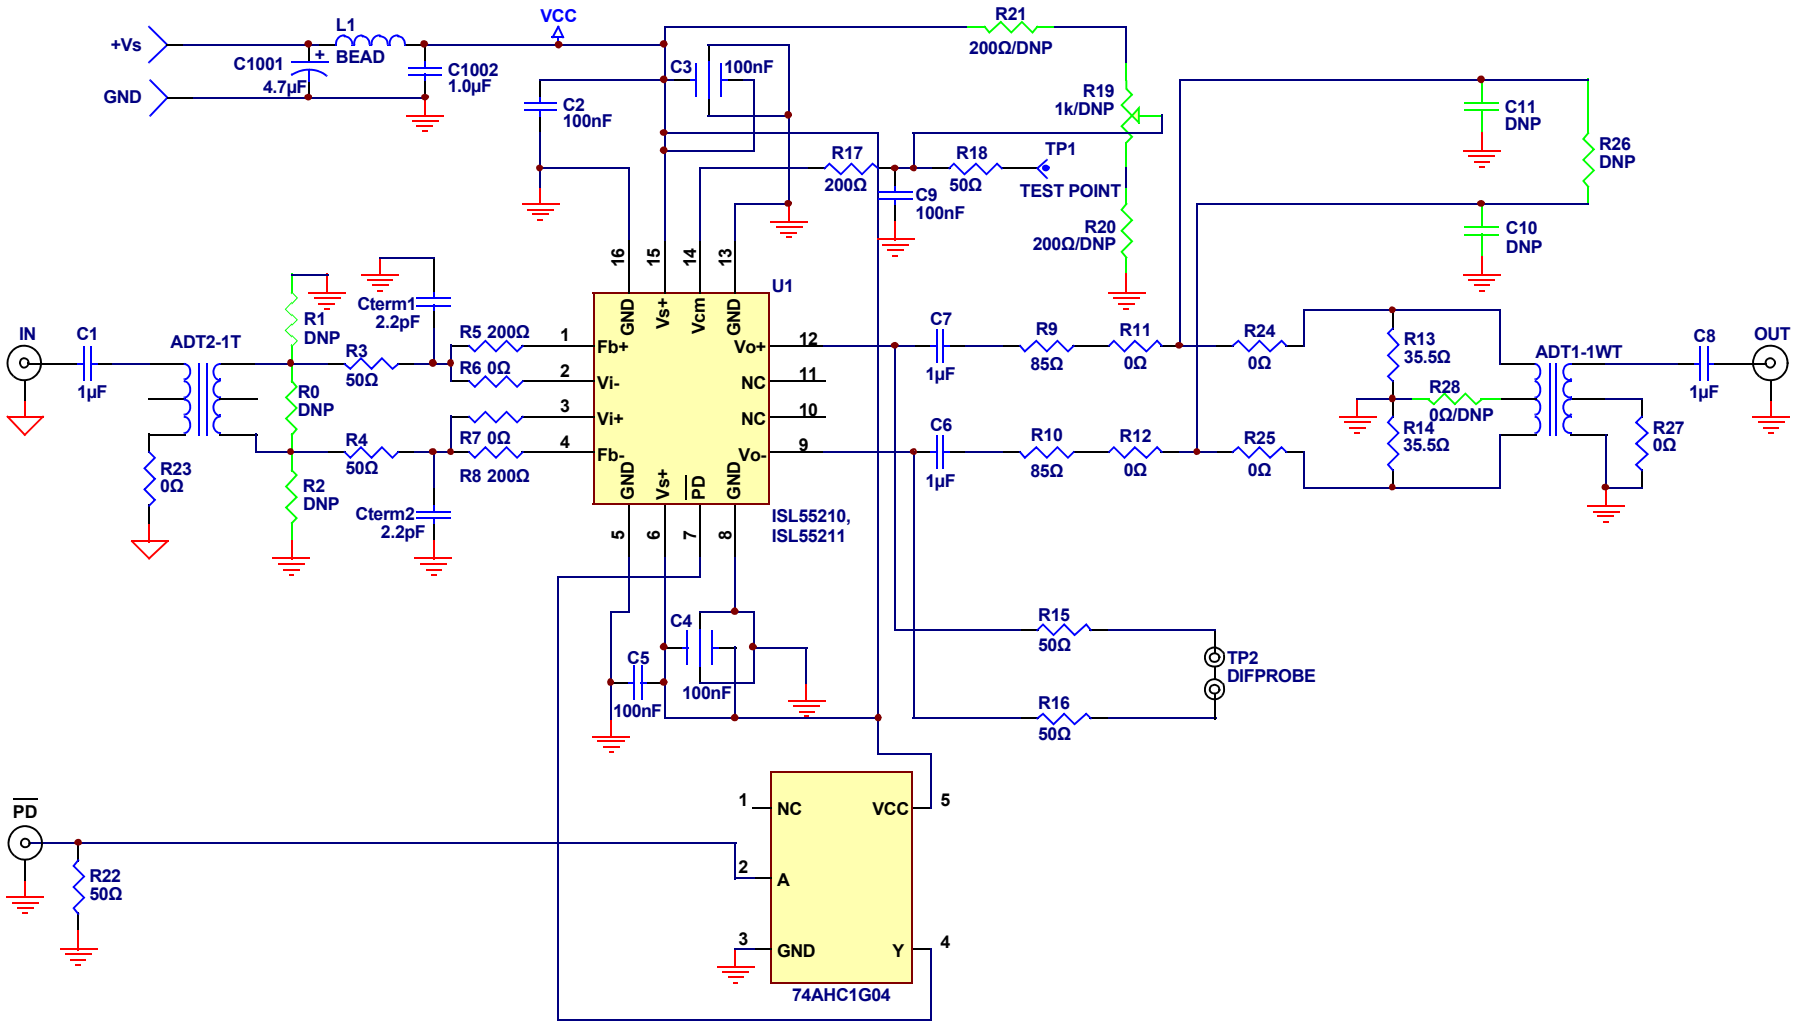 +Vs
GND
C1001
4.7µF
+
L1
BEAD
C1002
1.0µF
VCC
C2
100nF
C3
100nF
R21
200Ω/DNP
R19
1k/DNP
R17
200Ω
C9
100nF
R18
50Ω
TP1
TEST POINT
R20
200Ω/DNP
C11
DNP
R26
DNP
C10
DNP
IN
C1
1µF
ADT2-1T
R23
0Ω
R1
DNP
R0
DNP
R2
DNP
R3
50Ω
R4
50Ω
Cterm1
2.2pF
Cterm2
2.2pF
R5 200Ω
R6 0Ω
R7 0Ω
R8 200Ω
16
15
14
13
U1
GND
Vs+
Vcm
GND
1
Fb+
2
Vi-
3
Vi+
4
Fb-
Vo+
12
NC
11
NC
10
Vo-
9
GND
Vs+
PD
GND
5
6
7
8
ISL55210,
ISL55211
C7
1µF
C6
1µF
R9
85Ω
R10
85Ω
R11
0Ω
R12
0Ω
R24
0Ω
R25
0Ω
R13
35.5Ω
R28
0Ω/DNP
R14
35.5Ω
ADT1-1WT
C8
1µF
OUT
R27
0Ω
C4
100nF
C5
100nF
R15
50Ω
R16
50Ω
TP2
DIFPROBE
PD
R22
50Ω
1
NC
VCC
5
2
A
3
GND
Y
4
74AHC1G04